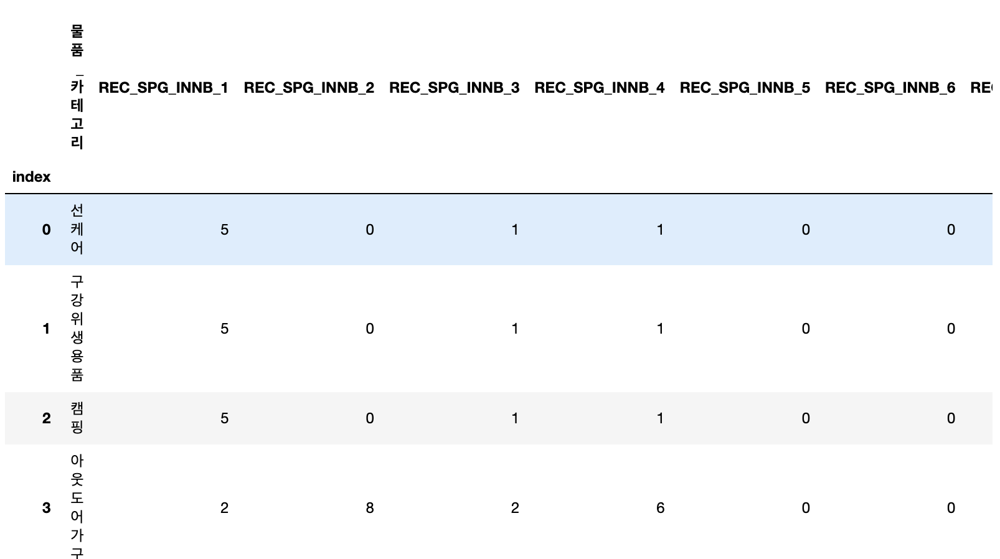 물품_카테고리 REC_SPG_INNB_1 REC_SPG_INNB_2 REC_SPG_INNB_3 REC_SPG_INNB_4 REC_SPG_INNB_5 REC_SPG_INNB_6 REC
index
0 선케어 5 0 1 1 0 0
1 구강위생용품 5 0 1 1 0 0
2 캠핑 5 0 1 1 0 0
3 아웃도어가구 2 8 2 6 0 0